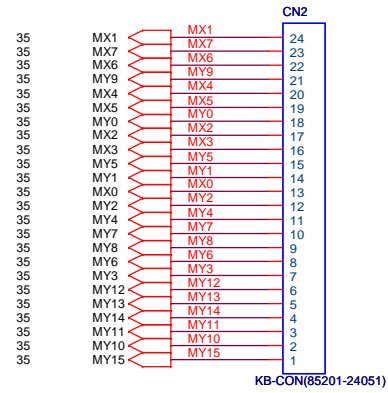 CN2
35 MX1 MX1 24
35 MX7 MX7 23
35 MX6 MX6 22
35 MY9 MY9 21
35 MX4 MX4 20
35 MX5 MX5 19
35 MY0 MY0 18
35 MX2 MX2 17
35 MX3 MX3 16
35 MY5 MY5 15
35 MY1 MY1 14
35 MX0 MX0 13
35 MY2 MY2 12
35 MY4 MY4 11
35 MY7 MY7 10
35 MY8 MY8 9
35 MY6 MY6 8
35 MY3 MY3 7
35 MY12 MY12 6
35 MY13 MY13 5
35 MY14 MY14 4
35 MY11 MY11 3
35 MY10 MY10 2
35 MY15 MY15 1
KB-CON(85201-24051)